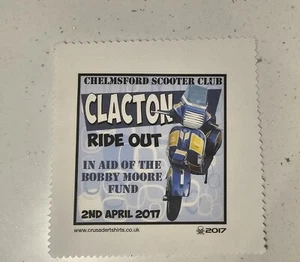 CHELMSFORD SCOOTER CLUB
CLACTON
RIDE OUT
IN AID OF THE
BOBBY MOORE
FUND
2ND APRIL 2017
www.crusadertshirts.co.uk
2017